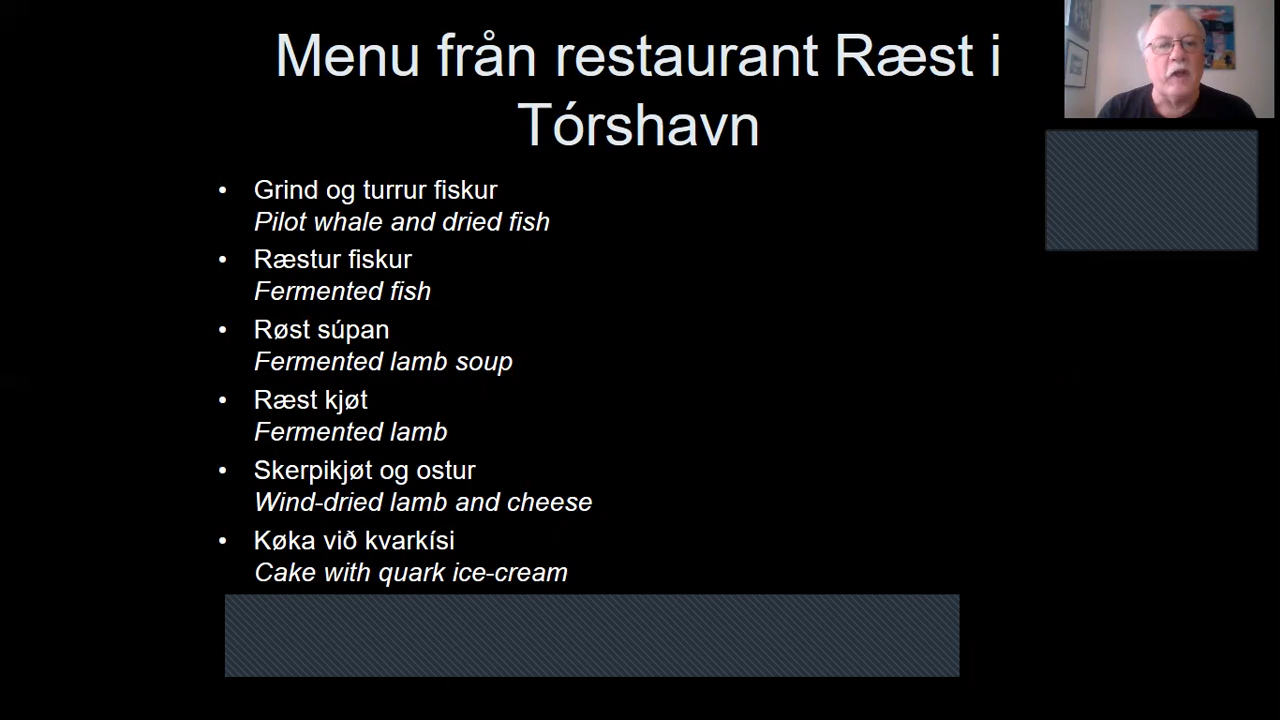 Menu från restaurant Ræst i
Tórshavn
• Grind og turrur fiskur
Pilot whale and dried fish
• Ræstur fiskur
Fermented fish
• Røst súpan
Fermented lamb soup
• Ræst kjøt
Fermented lamb
• Skerpikjøt og ostur
Wind-dried lamb and cheese
• Køka við kvarkísi
Cake with quark ice-cream